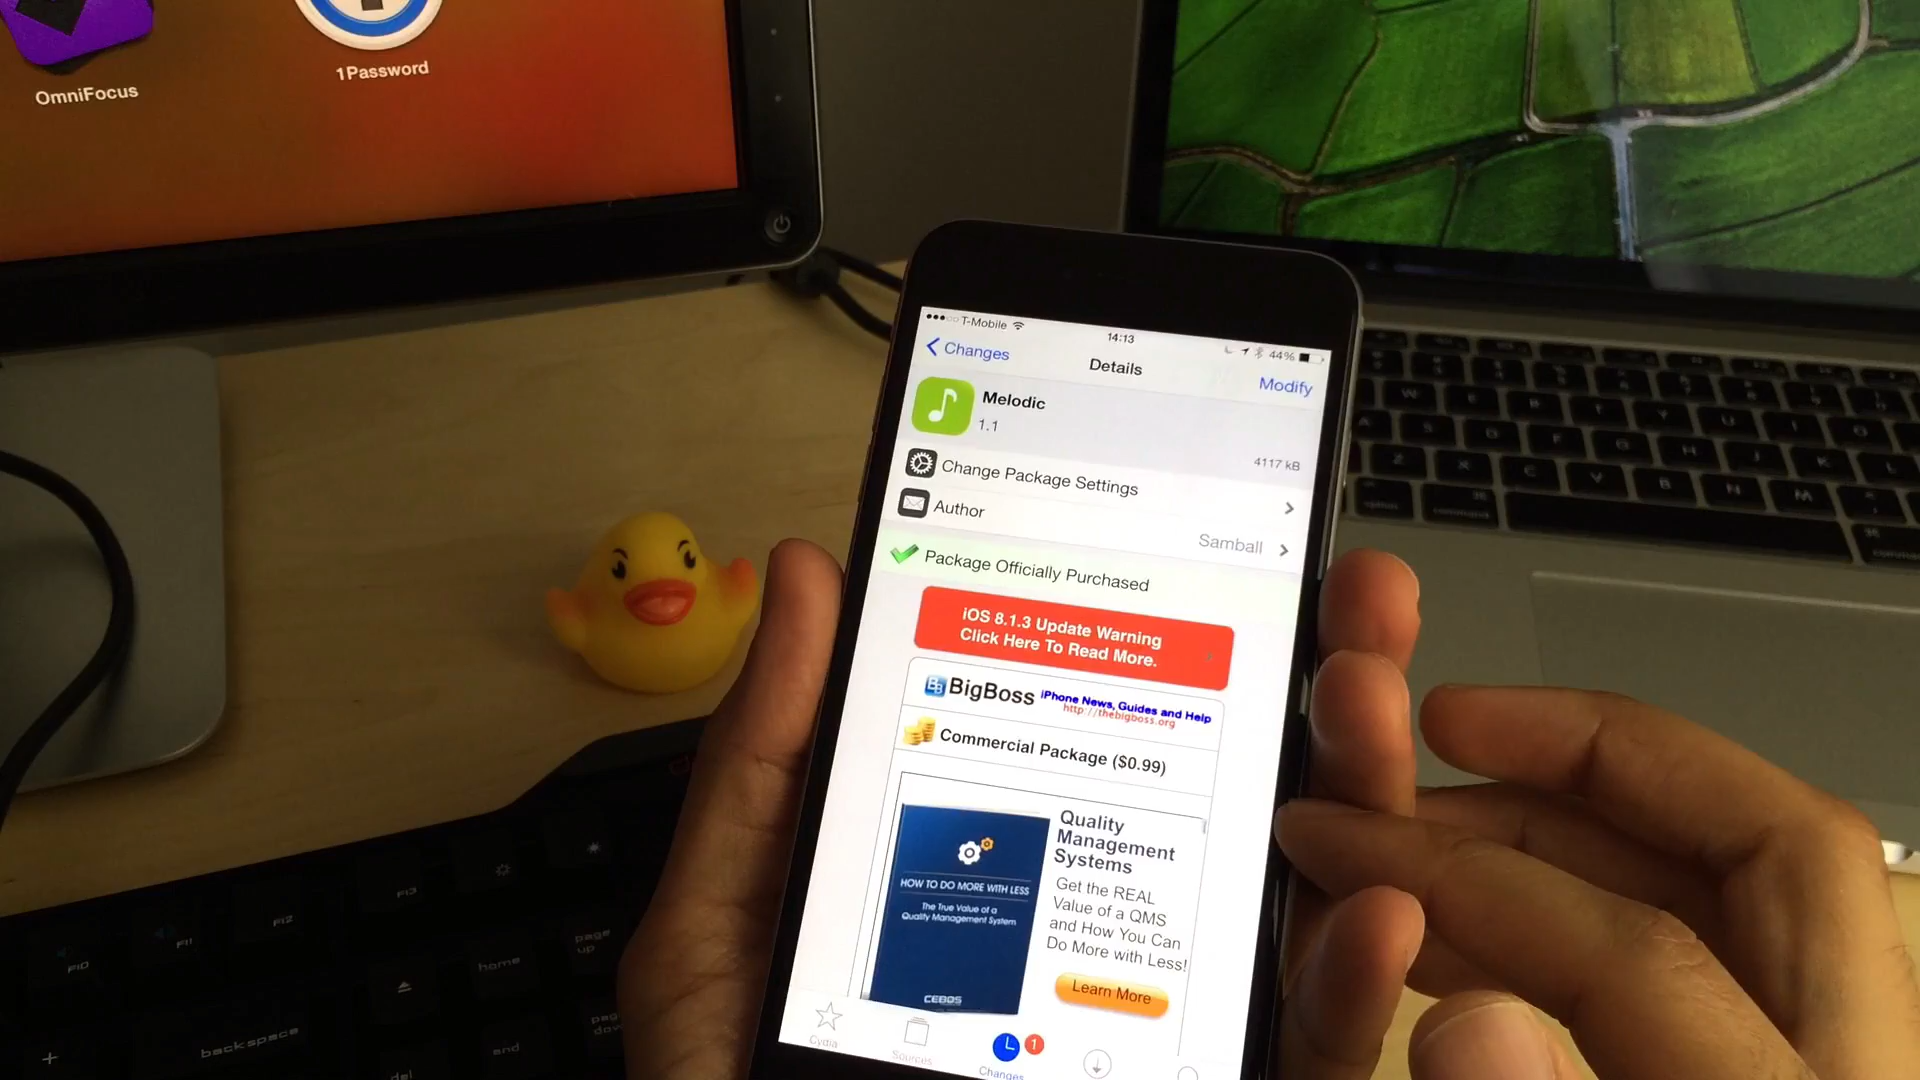 OmniFocus
1Password
T-Mobile
14:13
44%
Changes
Details
Modify
Melodic
1.1
4117 kB
Change Package Settings
Author
Samball
Package Officially Purchased
iOS 8.1.3 Update Warning
Click Here To Read More.
BigBoss
iPhone News, Guides and Help
http://thebigboss.org
Commercial Package ($0.99)
HOW TO DO MORE WITH LESS
The True Value of a
Quality Management System
CEBOS
Quality
Management
Systems
Get the REAL
Value of a QMS
and How You Can
Do More with Less!
Learn More
Cydia
Sources
Changes
1
F10
F11
F12
F13
home
page
up
backspace
end
del
W
E
R
T
Y
U
I
O
A
S
D
F
G
H
J
K
L
Z
X
C
V
B
N
M
option
command